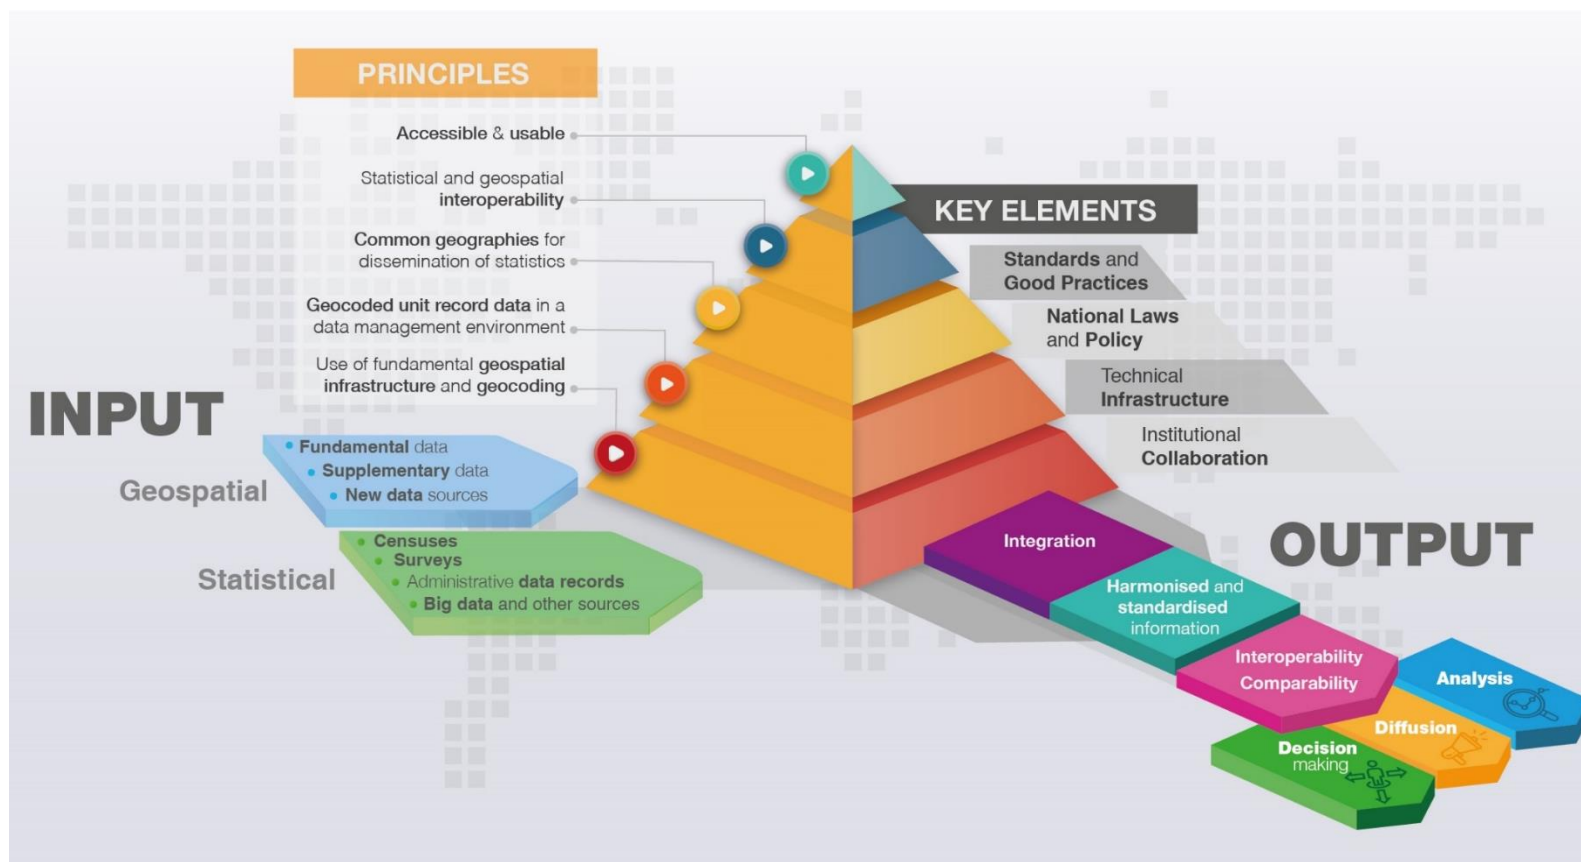 PRINCIPLES
Accessible & usable
Statistical and geospatial
interoperability
Common geographies for
dissemination of statistics
Geocoded unit record data in a
data management environment
Use of fundamental geospatial
infrastructure and geocoding
KEY ELEMENTS
Standards and
Good Practices
National Laws
and Policy
Technical
Infrastructure
Institutional
Collaboration
INPUT
Geospatial
Fundamental data
Supplementary data
New data sources
Statistical
Censuses
Surveys
Administrative data records
Big data and other sources
OUTPUT
Integration
Harmonised and
standardised
information
Interoperability
Comparability
Analysis
Diffusion
Decision
making